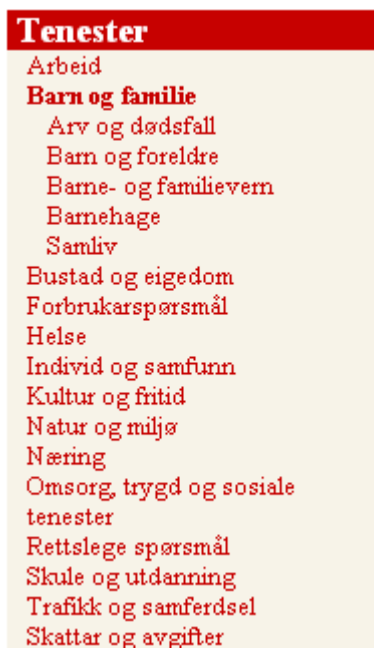 Tenester
Arbeid
Barn og familie
Arv og dødsfall
Barn og foreldre
Barne- og familievern
Barnehage
Samliv
Bustad og eigedom
Forbrukarspørsmål
Helse
Individ og samfunn
Kultur og fritid
Natur og miljø
Næring
Omsorg, trygd og sosiale
tenester
Rettslege spørsmål
Skule og utdanning
Trafikk og samferdsel
Skattar og avgifter